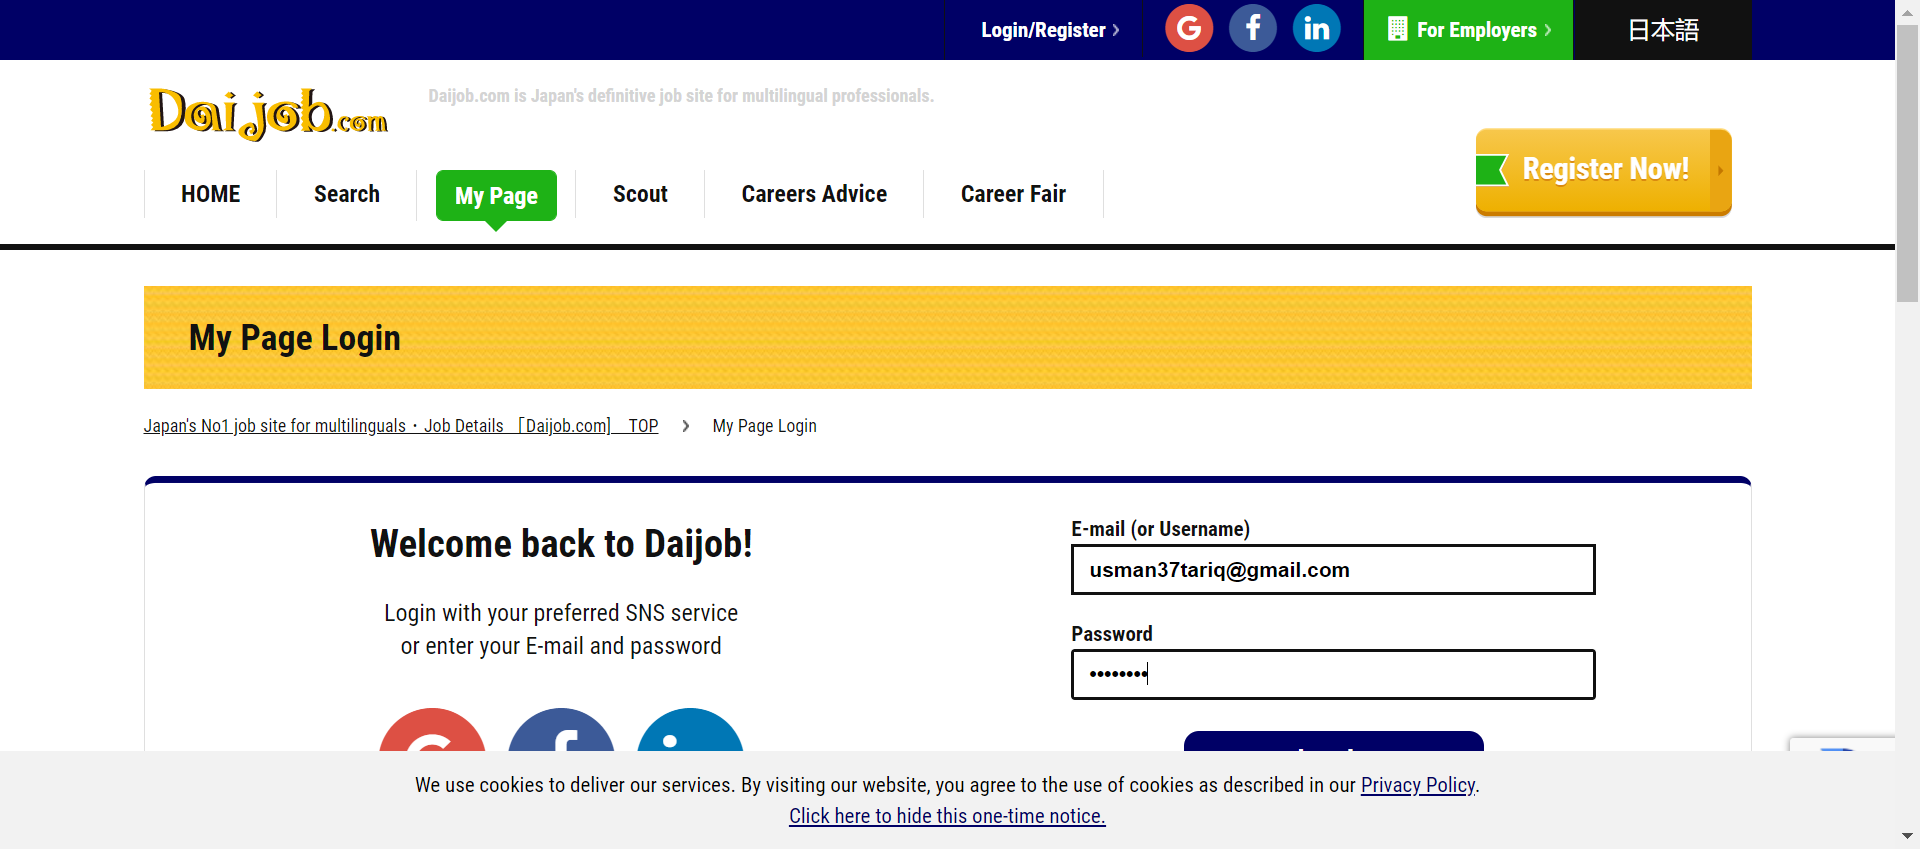 Login/Register
For Employers
日本語
Daijob.com
Daijob.com is Japan's definitive job site for multilingual professionals.
HOME
Search
My Page
Scout
Careers Advice
Career Fair
Register Now!
My Page Login
Japan's No1 job site for multilinguals・Job Details ［Daijob.com］ TOP
My Page Login
Welcome back to Daijob!
Login with your preferred SNS service
or enter your E-mail and password
E-mail (or Username)
usman37tariq@gmail.com
Password
••••••••
We use cookies to deliver our services. By visiting our website, you agree to the use of cookies as described in our Privacy Policy.
Click here to hide this one-time notice.